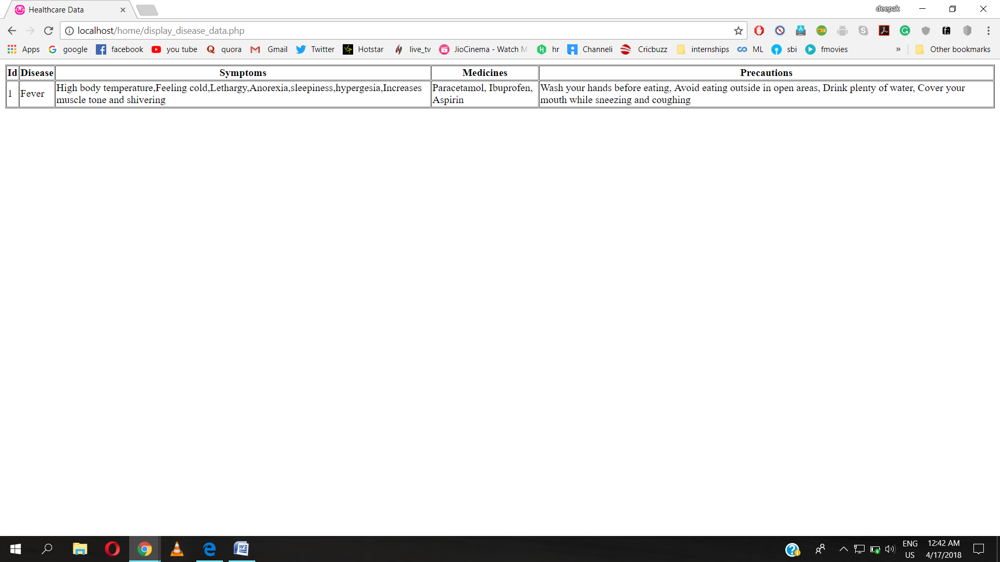 Healthcare Data
deepak
localhost/home/display_disease_data.php
Apps google facebook you tube quora Gmail Twitter Hotstar live_tv JioCinema - Watch M hr Channeli Cricbuzz internships ML sbi fmovies » Other bookmarks
Id Disease Symptoms Medicines Precautions
1 Fever High body temperature,Feeling cold,Lethargy,Anorexia,sleepiness,hypergesia,Increases
muscle tone and shivering
Paracetamol, Ibuprofen,
Aspirin
Wash your hands before eating, Avoid eating outside in open areas, Drink plenty of water, Cover your
mouth while sneezing and coughing
ENG
US
12:42 AM
4/17/2018